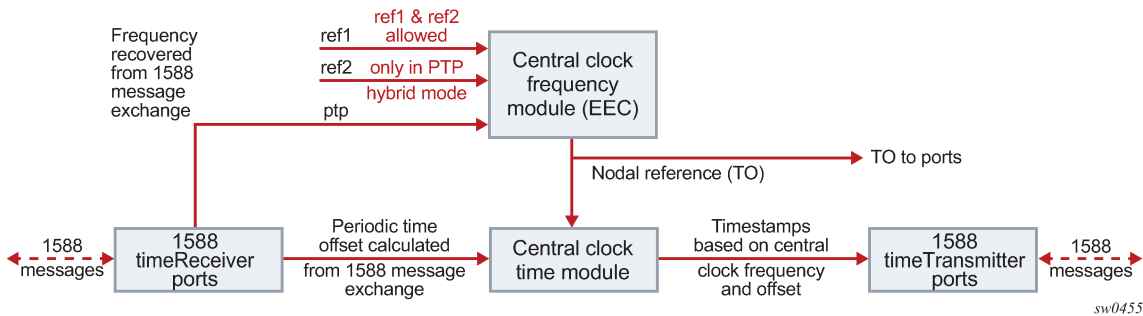 Frequency
recovered
from 1588
message
exchange
ref1
ref1 & ref2
allowed
ref2
only in PTP
hybrid mode
ptp
Central clock
frequency
module (EEC)
Nodal reference (TO)
TO to ports
1588
messages
1588
timeReceiver
ports
Periodic time
offset calculated
from 1588 message
exchange
Central clock
time module
Timestamps
based on central
clock frequency
and offset
1588
timeTransmitter
ports
1588
messages
sw0455